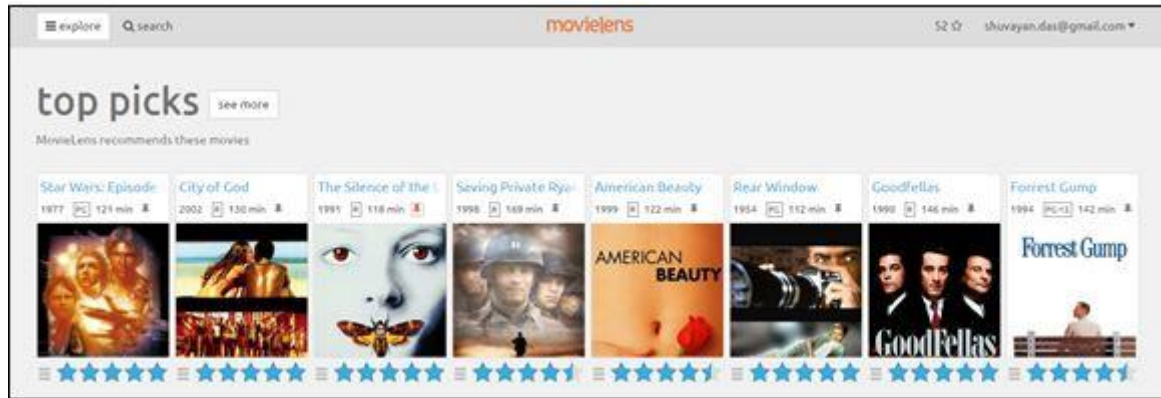 explore search movielens 52 shuvayan.das@gmail.com
top picks see more
MovieLens recommends these movies
Star Wars: Episode City of God The Silence of the L Saving Private Rya American Beauty Rear Window Goodfellas Forrest Gump
1977 PG 121 min 2002 R 130 min 1991 R 118 min 1998 R 169 min 1999 R 122 min 1954 PG 112 min 1990 R 146 min 1994 PG-13 142 min
Forrest Gump
AMERICAN
BEAUTY
GoodFellas